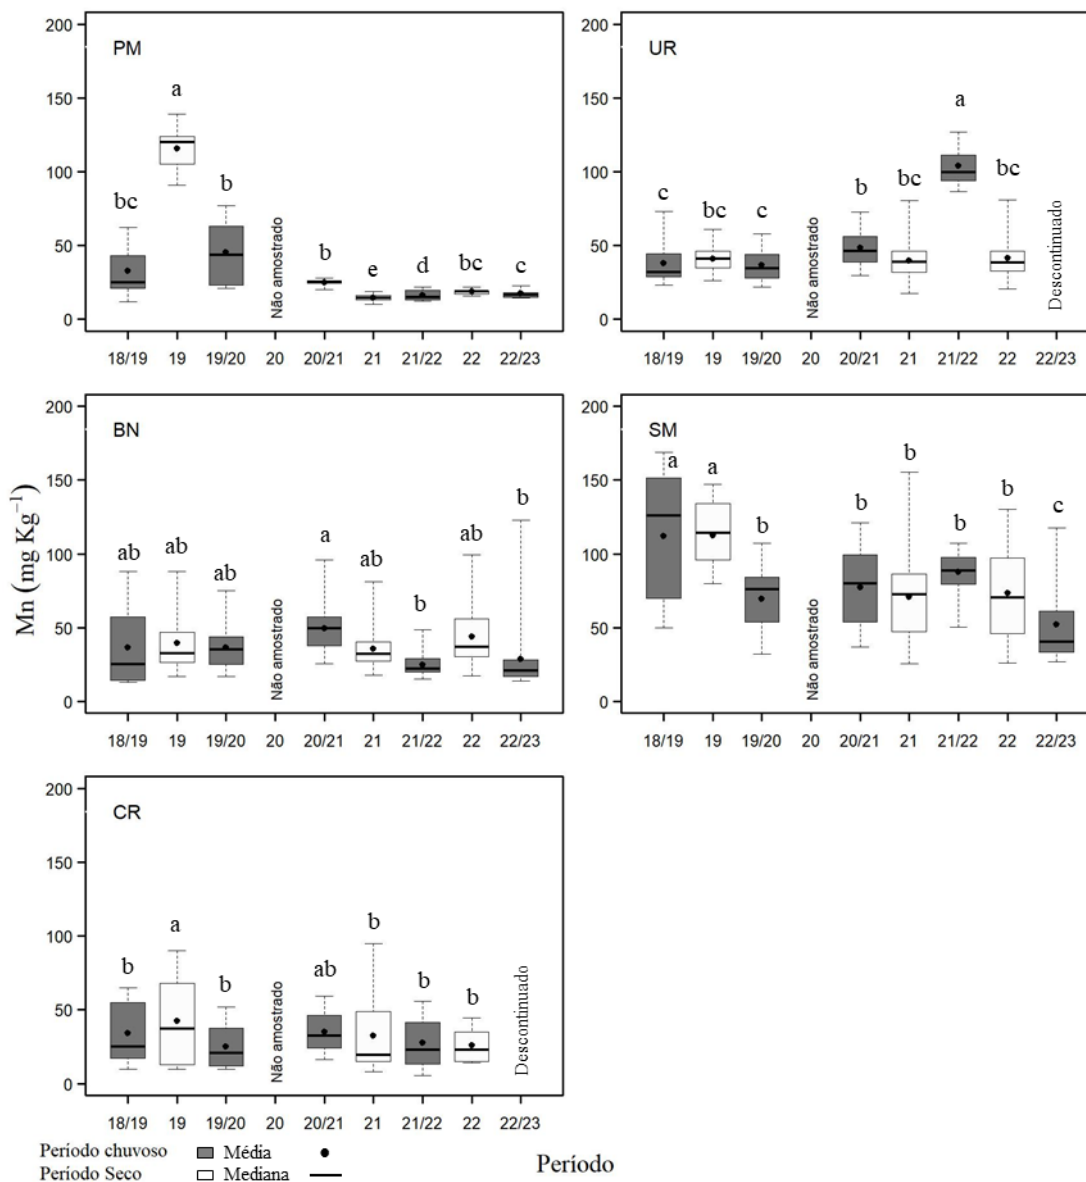 PM
200
150
100
50
0
bc
a
b
Não amostrado
b
e
d
bc
c
18/19 19 19/20 20 20/21 21 21/22 22 22/23
UR
200
150
100
50
0
c
bc
c
Não amostrado
b
bc
a
bc
Descontinuado
18/19 19 19/20 20 20/21 21 21/22 22 22/23
Mn (mg Kg⁻¹)
BN
200
150
100
50
0
ab
ab
ab
Não amostrado
a
ab
b
ab
b
18/19 19 19/20 20 20/21 21 21/22 22 22/23
SM
200
150
100
50
0
a
a
b
Não amostrado
b
b
b
b
c
18/19 19 19/20 20 20/21 21 21/22 22 22/23
CR
200
150
100
50
0
b
a
b
Não amostrado
ab
b
b
b
Descontinuado
18/19 19 19/20 20 20/21 21 21/22 22 22/23
Período chuvoso Média
Período Seco Mediana
Período